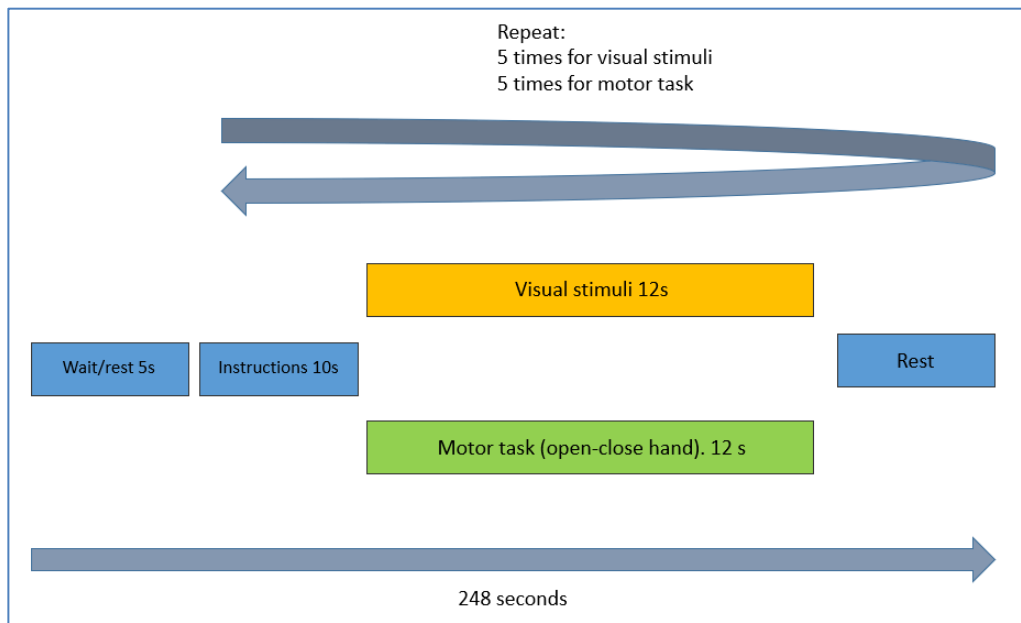 Repeat:
5 times for visual stimuli
5 times for motor task
Visual stimuli 12s
Wait/rest 5s
Instructions 10s
Rest
Motor task (open-close hand). 12 s
248 seconds